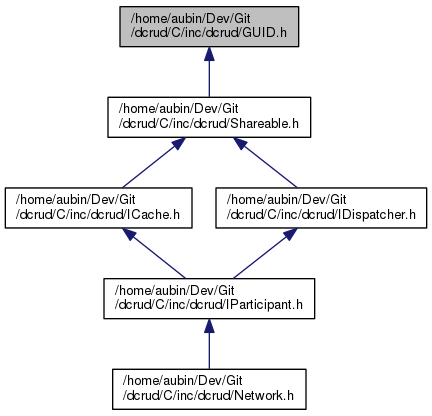 /home/aubin/Dev/Git
/dcrud/C/inc/dcrud/GUID.h
/home/aubin/Dev/Git
/dcrud/C/inc/dcrud/Shareable.h
/home/aubin/Dev/Git
/dcrud/C/inc/dcrud/ICache.h
/home/aubin/Dev/Git
/dcrud/C/inc/dcrud/IDispatcher.h
/home/aubin/Dev/Git
/dcrud/C/inc/dcrud/IParticipant.h
/home/aubin/Dev/Git
/dcrud/C/inc/dcrud/Network.h